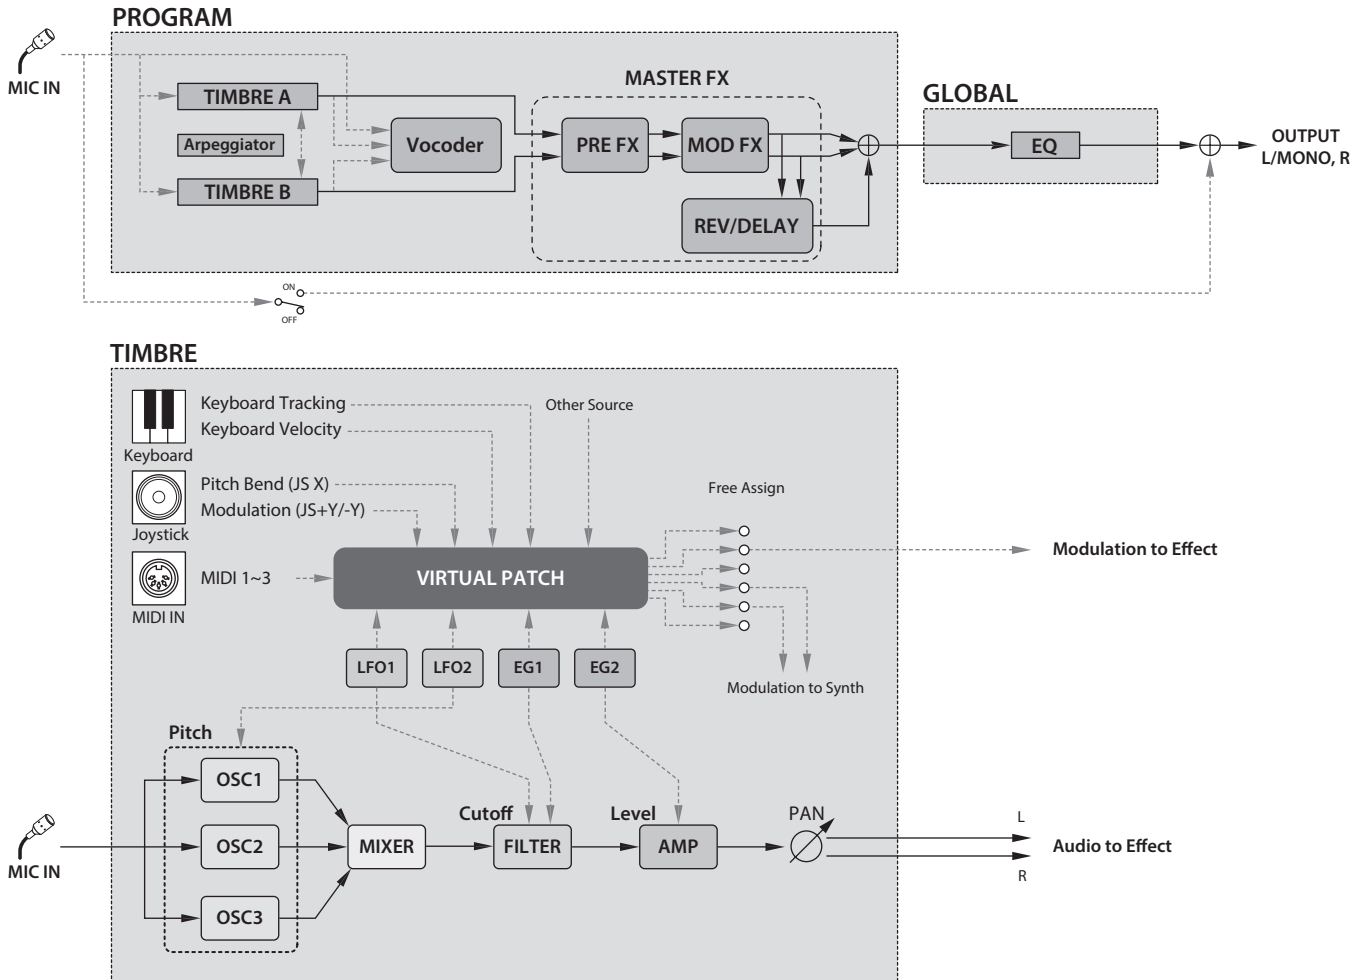 PROGRAM
MIC IN
TIMBRE A
Arpeggiator
TIMBRE B
Vocoder
MASTER FX
PRE FX
MOD FX
REV/DELAY
GLOBAL
EQ
OUTPUT
L/MONO, R
ON
OFF
TIMBRE
Keyboard
Keyboard Tracking
Keyboard Velocity
Other Source
Joystick
Pitch Bend (JS X)
Modulation (JS+Y/-Y)
Free Assign
MIDI IN
MIDI 1~3
VIRTUAL PATCH
Modulation to Effect
LFO1
LFO2
EG1
EG2
Modulation to Synth
Pitch
OSC1
OSC2
OSC3
MIC IN
MIXER
Cutoff
FILTER
Level
AMP
PAN
L
R
Audio to Effect